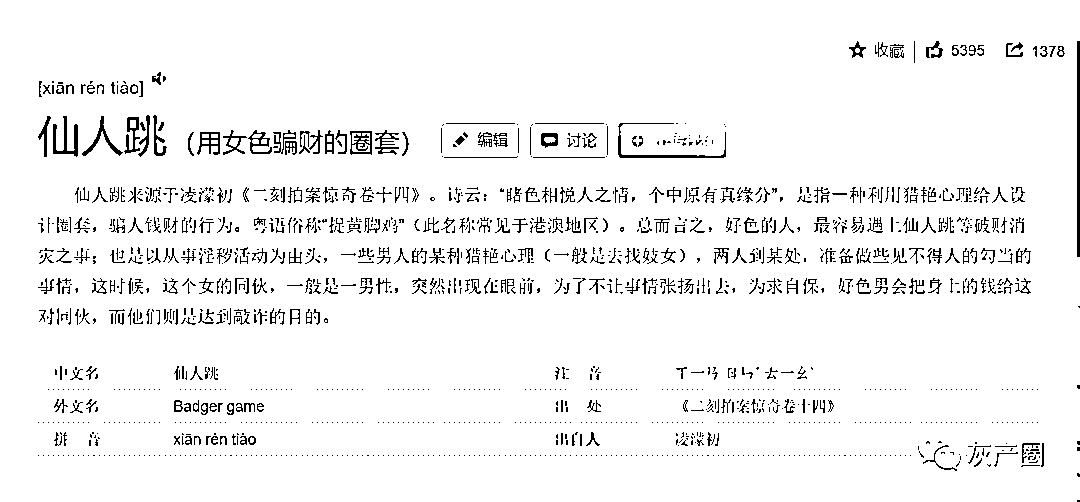 收藏 5395 1378
[xiān rén tiào]
仙人跳（用女色骗财的圈套） 编辑 讨论
仙人跳来源于凌濛初《二刻拍案惊奇卷十四》。诗云：“睹色相悦人之情，个中原有真缘分”，是指一种利用猎艳心理给人设
计圈套，骗人钱财的行为。粤语俗称“捉黄脚鸡”（此名称常见于港澳地区）。总而言之，好色的人，最容易遇上仙人跳等破财消
灾之事；也是以从事淫秽活动为由头，一些男人的某种猎艳心理（一般是去找妓女），两人到某处，准备做些见不得人的勾当的
事情，这时候，这个女的同伙，一般是一男性，突然出现在眼前，为了不让事情张扬出去，为求自保，好色男会把身上的钱给这
对同伙，而他们则是达到敲诈的目的。
中文名 仙人跳 注 音 ㄒ一ㄢ ㄖㄣˊ ㄊ一ㄠˋ
外文名 Badger game 出 处 《二刻拍案惊奇卷十四》
拼 音 xiān rén tiào 出自人 凌濛初
灰产圈